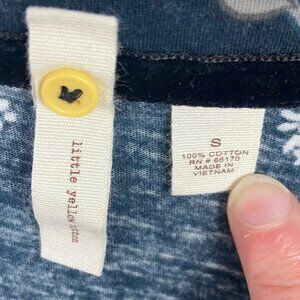 little yellow button
S
100% COTTON
RN # 66170
MADE IN
VIETNAM